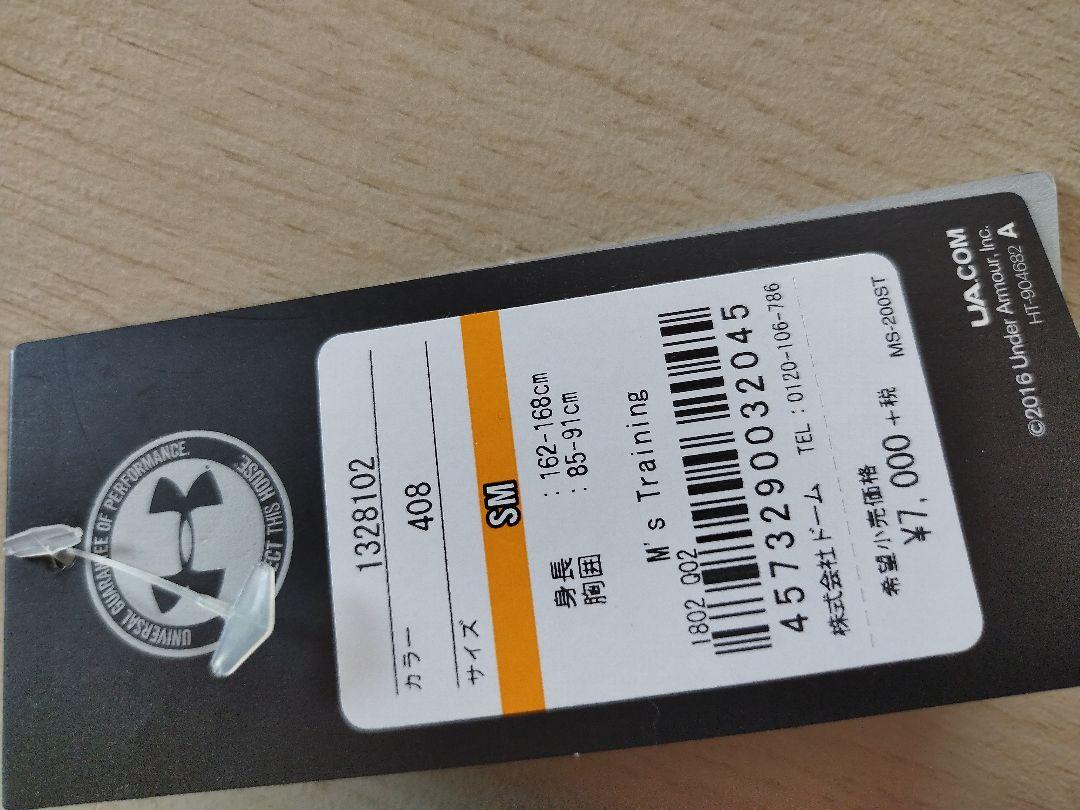 UNIVERSAL GUARANTEE OF PERFORMANCE.
THIS HOUSE.
1328102
カラー 408
サイズ
SM
身長 : 162-168cm
胸囲 : 85-91cm
M's Training
1802 002
4573290032045
株式会社ドーム TEL:0120-106-786
希望小売価格
¥7,000+税 MS-200ST
UA.COM
©2016 Under Armour, Inc.
HT-904682 A